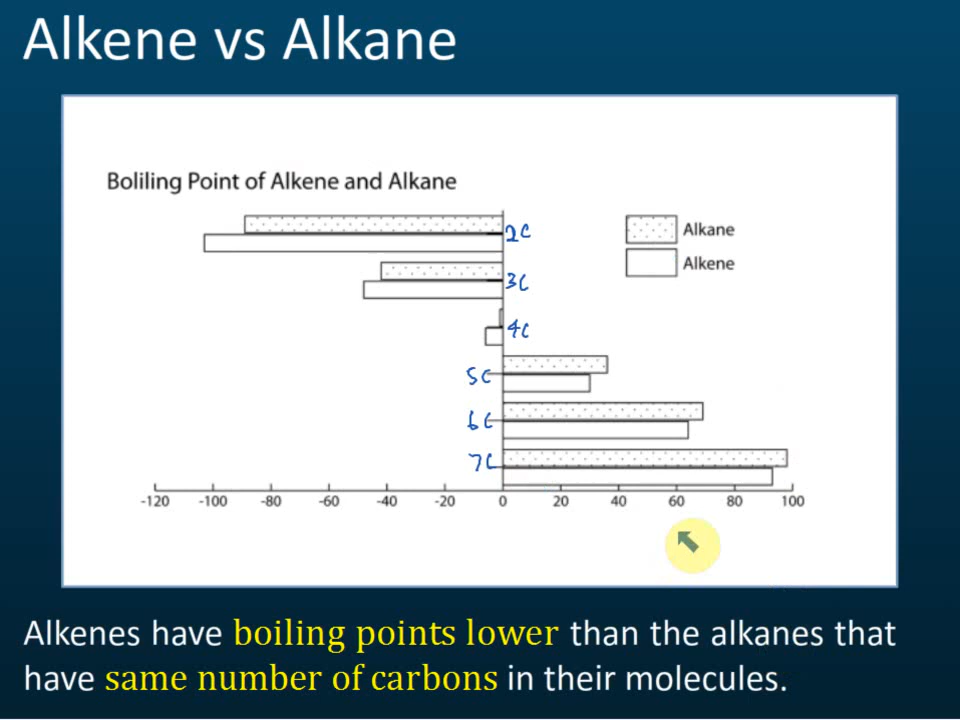 Alkene vs Alkane
Boliling Point of Alkene and Alkane
2C
Alkane
Alkene
3C
4C
5C
6C
7C
-120 -100 -80 -60 -40 -20 0 20 40 60 80 100
Alkenes have boiling points lower than the alkanes that
have same number of carbons in their molecules.